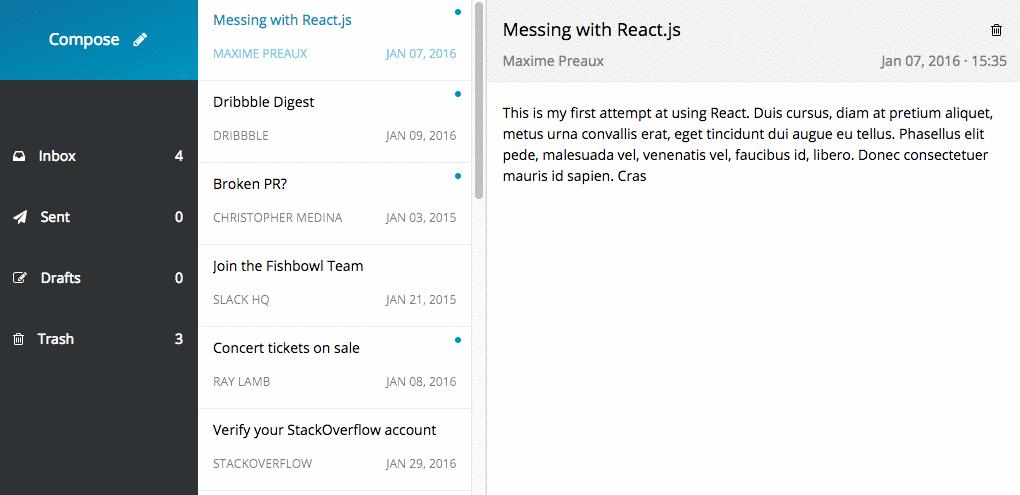 Compose
Inbox 4
Sent 0
Drafts 0
Trash 3
Messing with React.js
MAXIME PREAUX JAN 07, 2016
Dribbble Digest
DRIBBBLE JAN 09, 2016
Broken PR?
CHRISTOPHER MEDINA JAN 03, 2015
Join the Fishbowl Team
SLACK HQ JAN 21, 2015
Concert tickets on sale
RAY LAMB JAN 08, 2016
Verify your StackOverflow account
STACKOVERFLOW JAN 29, 2016
Messing with React.js
Maxime Preaux Jan 07, 2016 · 15:35
This is my first attempt at using React. Duis cursus, diam at pretium aliquet,
metus urna convallis erat, eget tincidunt dui augue eu tellus. Phasellus elit
pede, malesuada vel, venenatis vel, faucibus id, libero. Donec consectetuer
mauris id sapien. Cras